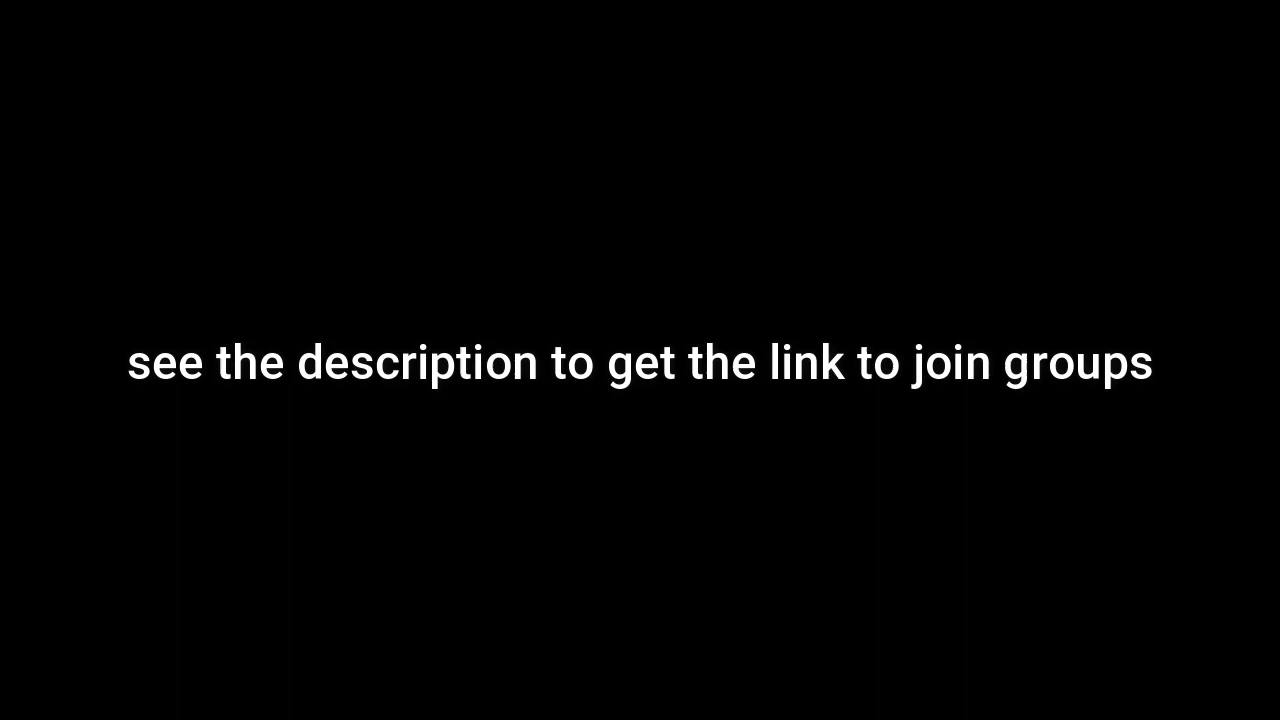 see the description to get the link to join groups